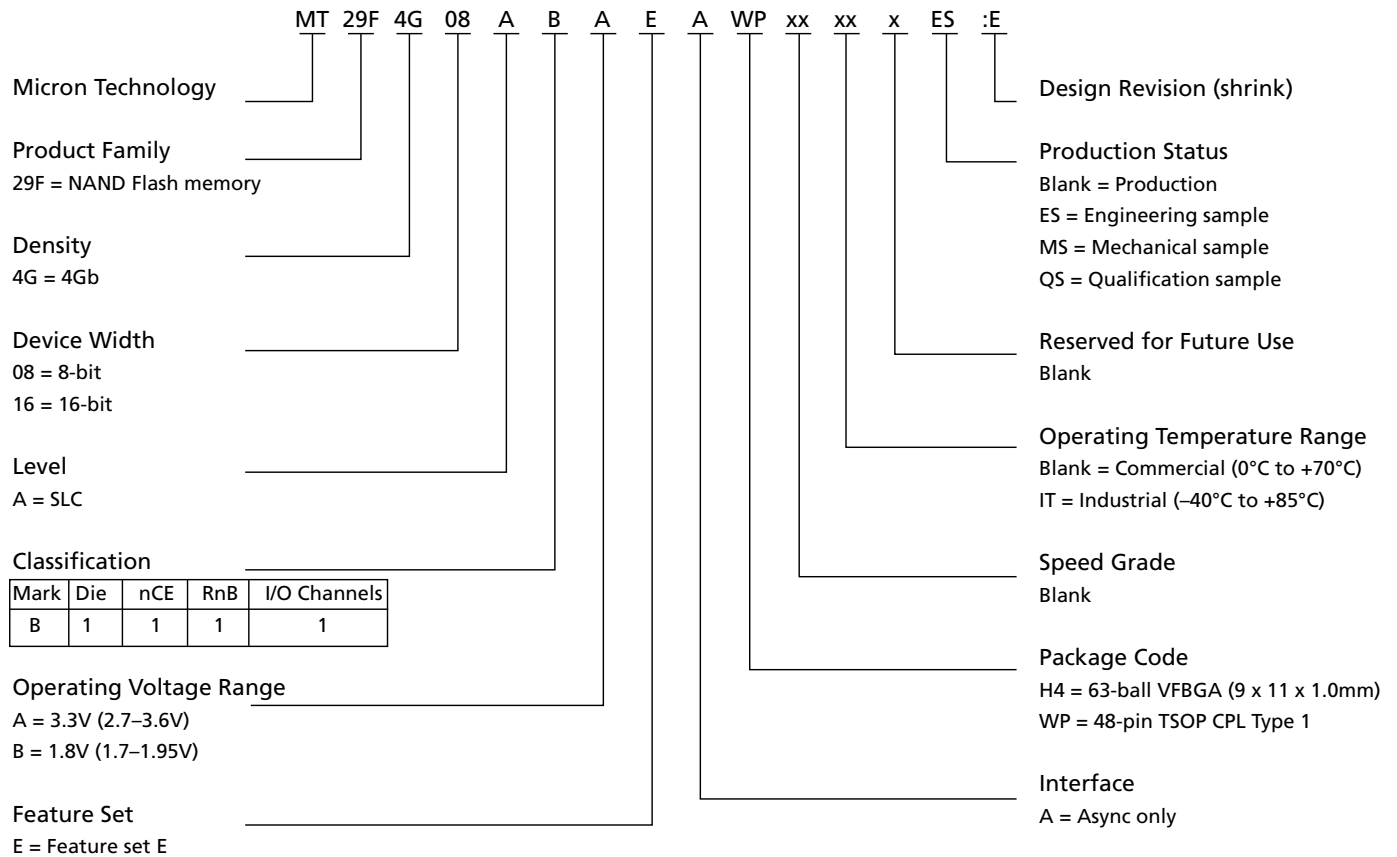 MT 29F 4G 08 A B A E A WP xx xx x ES :E
Micron Technology
Product Family
29F = NAND Flash memory
Density
4G = 4Gb
Device Width
08 = 8-bit
16 = 16-bit
Level
A = SLC
Classification
Mark Die nCE RnB I/O Channels
B 1 1 1 1
Operating Voltage Range
A = 3.3V (2.7–3.6V)
B = 1.8V (1.7–1.95V)
Feature Set
E = Feature set E
Design Revision (shrink)
Production Status
Blank = Production
ES = Engineering sample
MS = Mechanical sample
QS = Qualification sample
Reserved for Future Use
Blank
Operating Temperature Range
Blank = Commercial (0°C to +70°C)
IT = Industrial (–40°C to +85°C)
Speed Grade
Blank
Package Code
H4 = 63-ball VFBGA (9 x 11 x 1.0mm)
WP = 48-pin TSOP CPL Type 1
Interface
A = Async only